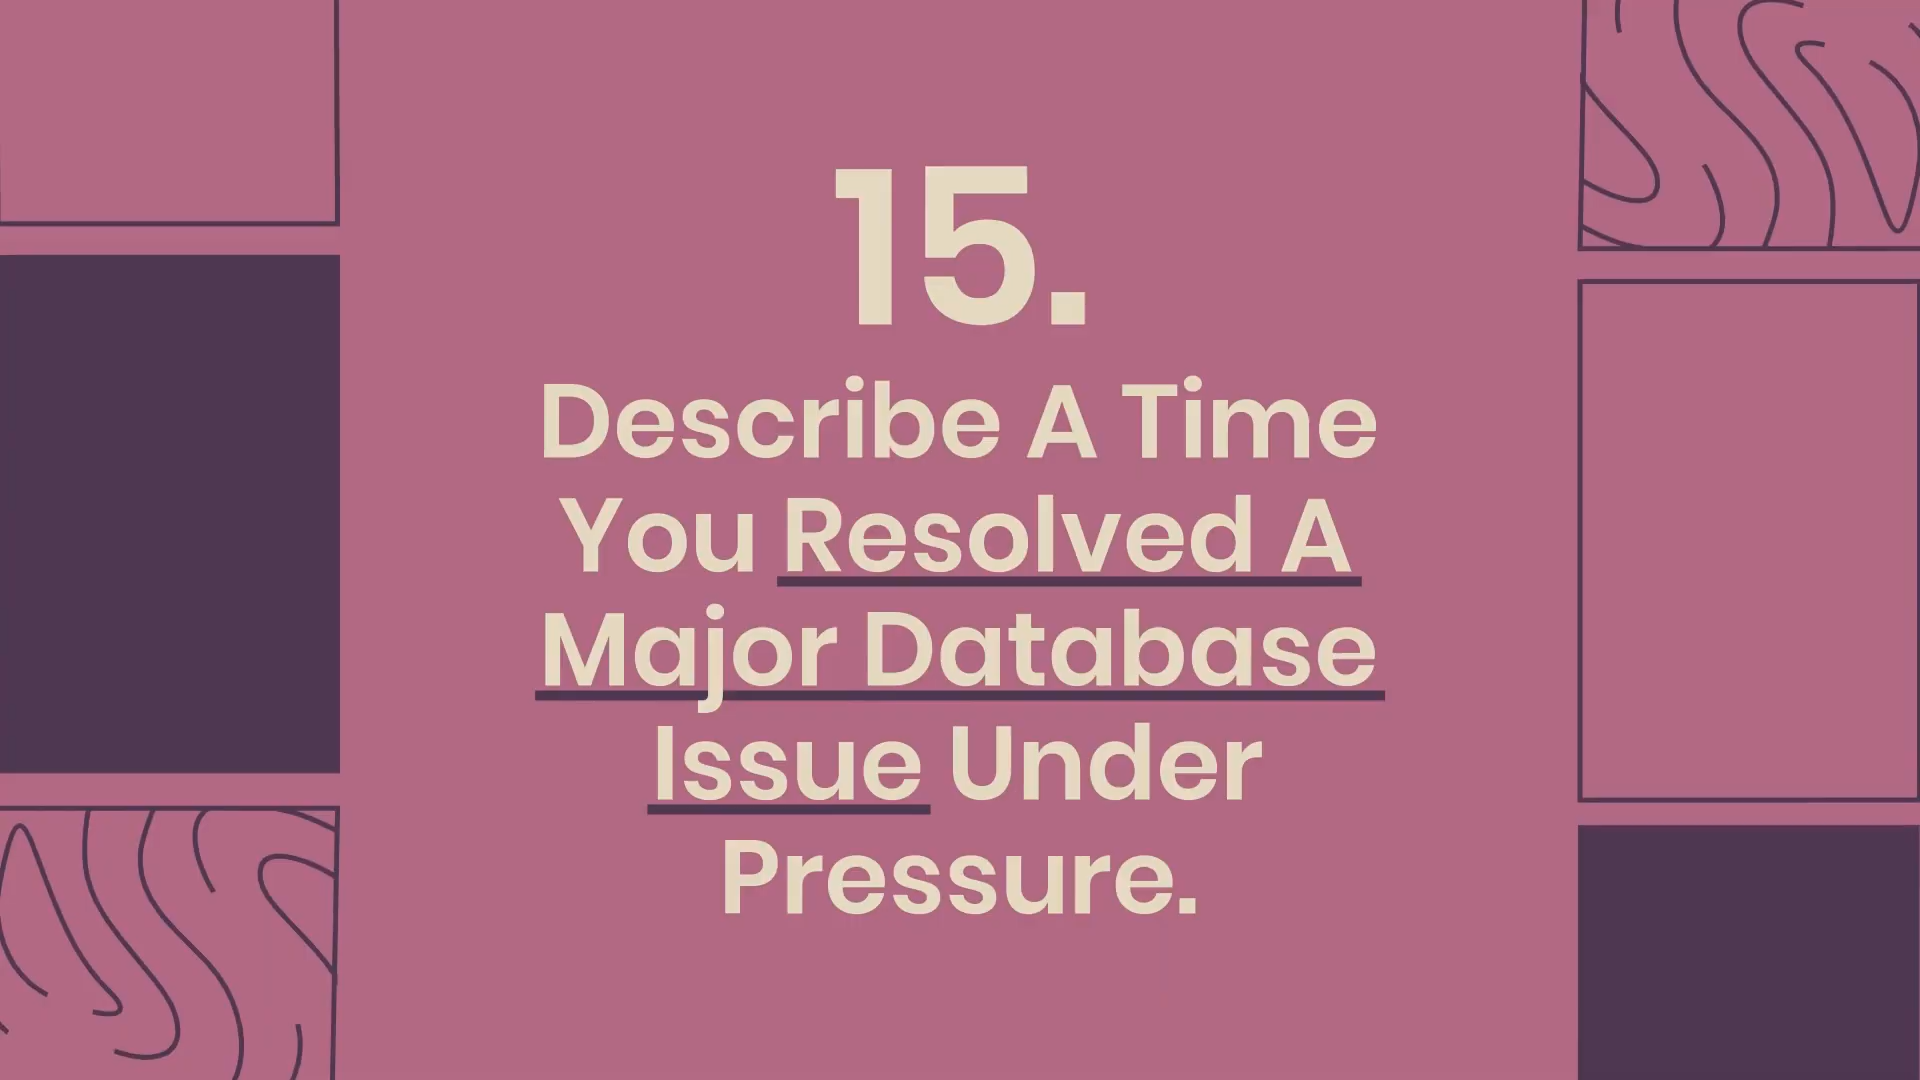 15.
Describe A Time
You Resolved A
Major Database
Issue Under
Pressure.